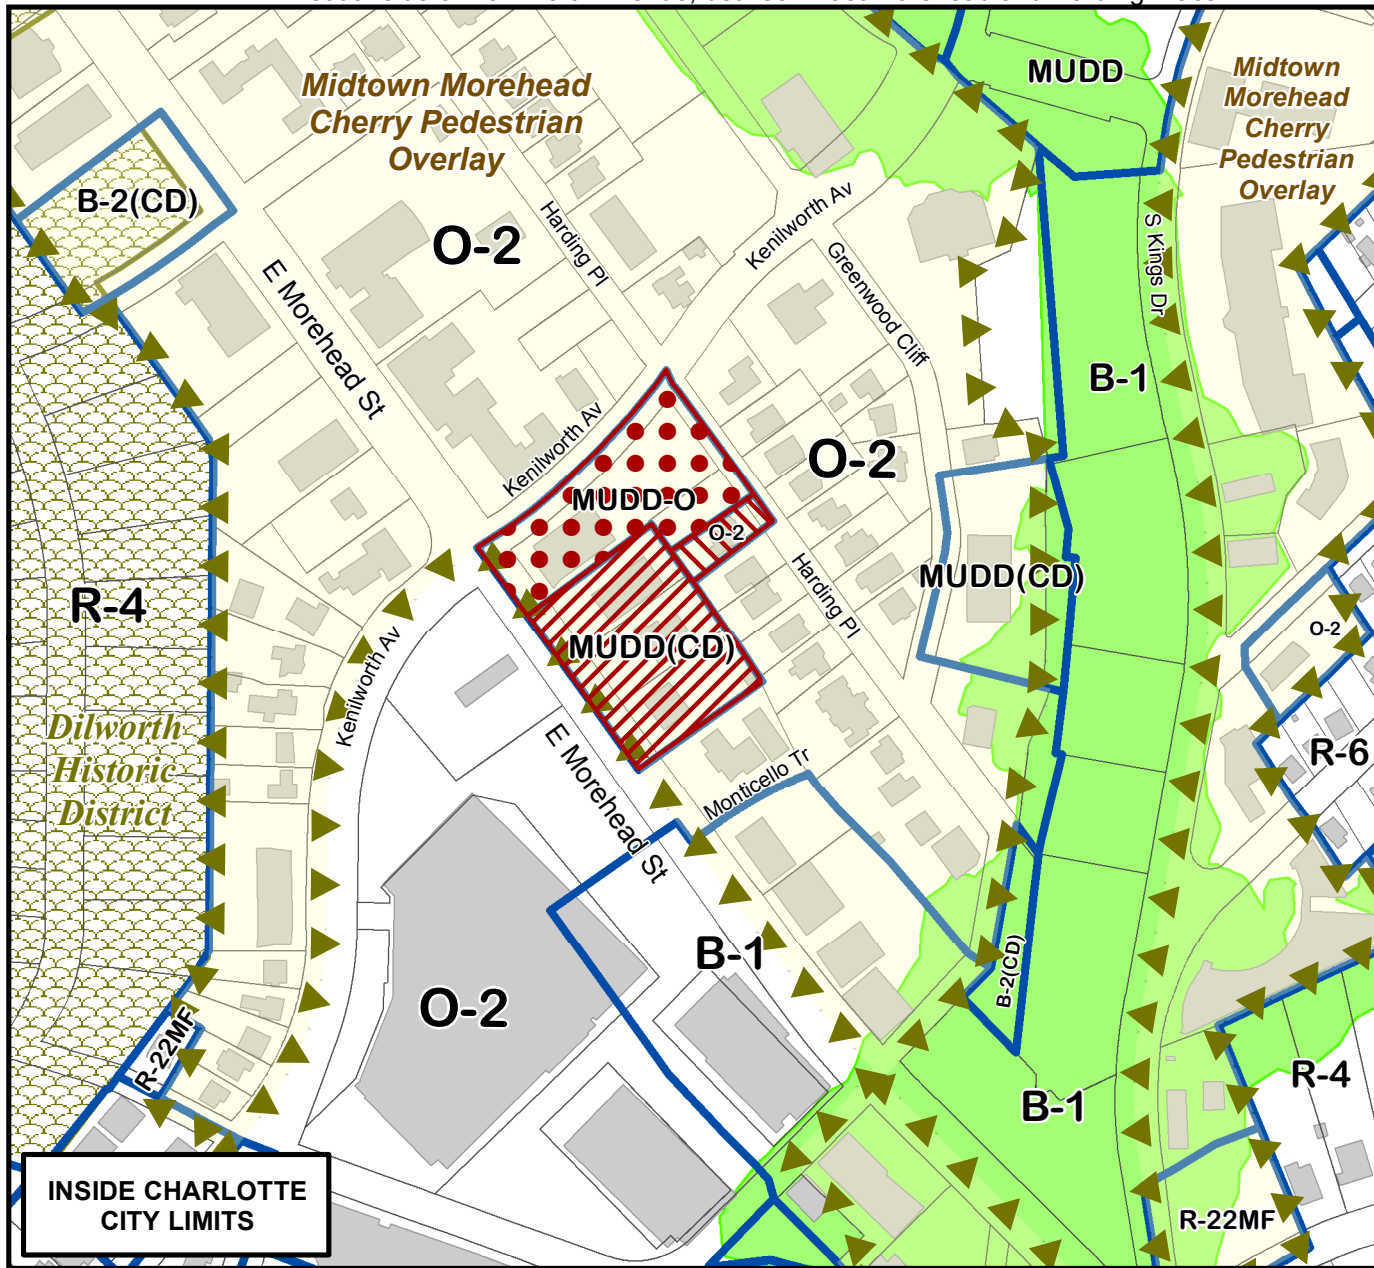 MUDD
Midtown
Morehead
Cherry
Pedestrian
Overlay
Midtown Morehead
Cherry Pedestrian
Overlay
B-2(CD)
O-2
Harding Pl
Kenilworth Av
S Kings Dr
E Morehead St
Greenwood Cliff
B-1
Kenilworth Av
O-2
MUDD-O
O-2
Harding Pl
MUDD(CD)
R-4
O-2
MUDD(CD)
Kenilworth Av
Dilworth
Historic
District
E Morehead St
Monticello Tr
R-6
B-1
O-2
B-2(CD)
R-22MF
R-4
B-1
INSIDE CHARLOTTE
CITY LIMITS
R-22MF